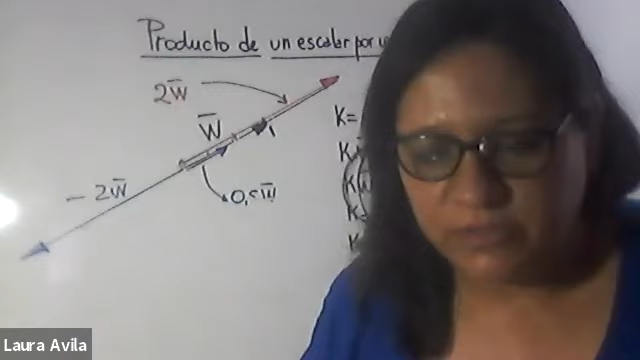 Producto de un escalar por
2W̅
W̅
K=
- 2W̅
0,5W̅
K
K
K
K
Laura Avila